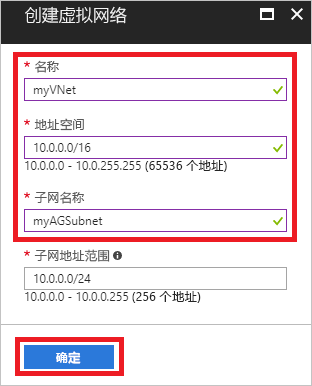 创建虚拟网络
* 名称
myVNet
* 地址空间
10.0.0.0/16
10.0.0.0 - 10.0.255.255 (65536 个地址)
* 子网名称
myAGSubnet
* 子网地址范围
10.0.0.0/24
10.0.0.0 - 10.0.0.255 (256 个地址)
确定